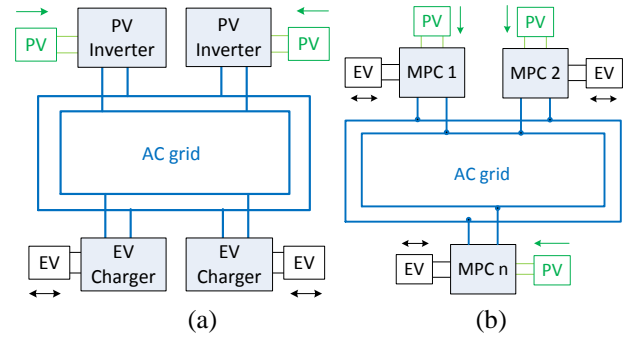 PV
PV
Inverter
PV
Inverter
PV
AC grid
EV
EV
Charger
EV
Charger
EV
(a)
PV
PV
EV
MPC 1
MPC 2
EV
AC grid
EV
MPC n
PV
(b)